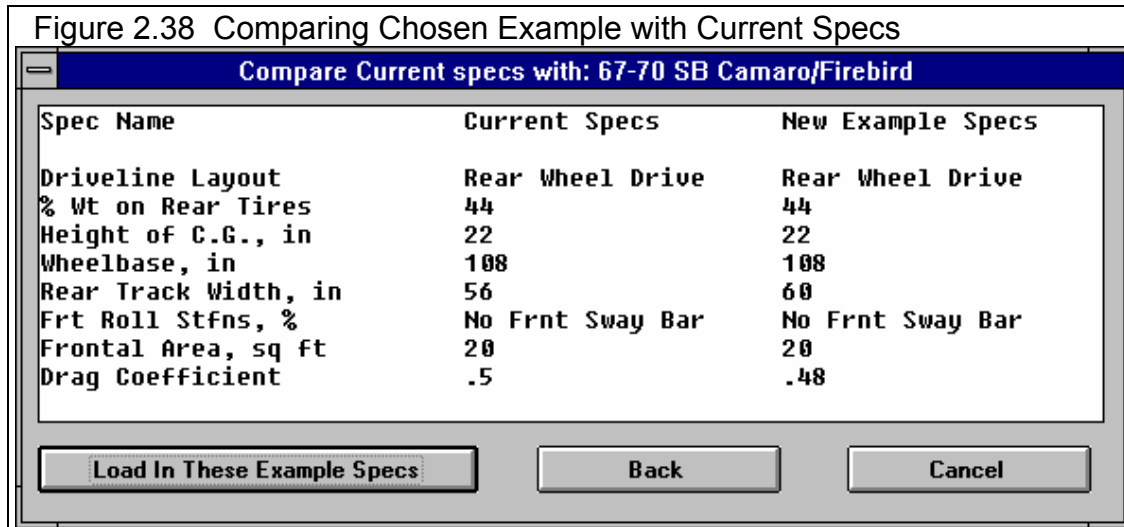 Figure 2.38  Comparing Chosen Example with Current Specs
Compare Current specs with: 67-70 SB Camaro/Firebird
Spec Name Current Specs New Example Specs
Driveline Layout Rear Wheel Drive Rear Wheel Drive
% Wt on Rear Tires 44 44
Height of C.G., in 22 22
Wheelbase, in 108 108
Rear Track Width, in 56 60
Frt Roll Stfns, % No Frnt Sway Bar No Frnt Sway Bar
Frontal Area, sq ft 20 20
Drag Coefficient .5 .48
Load In These Example Specs Back Cancel